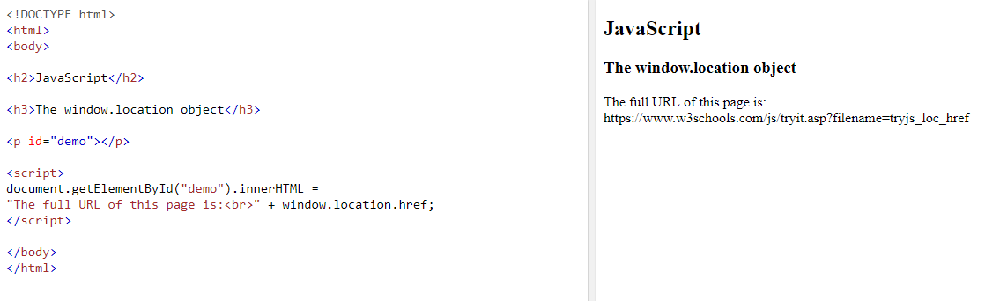 <!DOCTYPE html>
<html>
<body>
<h2>JavaScript</h2>
<h3>The window.location object</h3>
<p id="demo"></p>
<script>
document.getElementById("demo").innerHTML =
"The full URL of this page is:<br>" + window.location.href;
</script>
</body>
</html>
JavaScript
The window.location object
The full URL of this page is:
https://www.w3schools.com/js/tryit.asp?filename=tryjs_loc_href